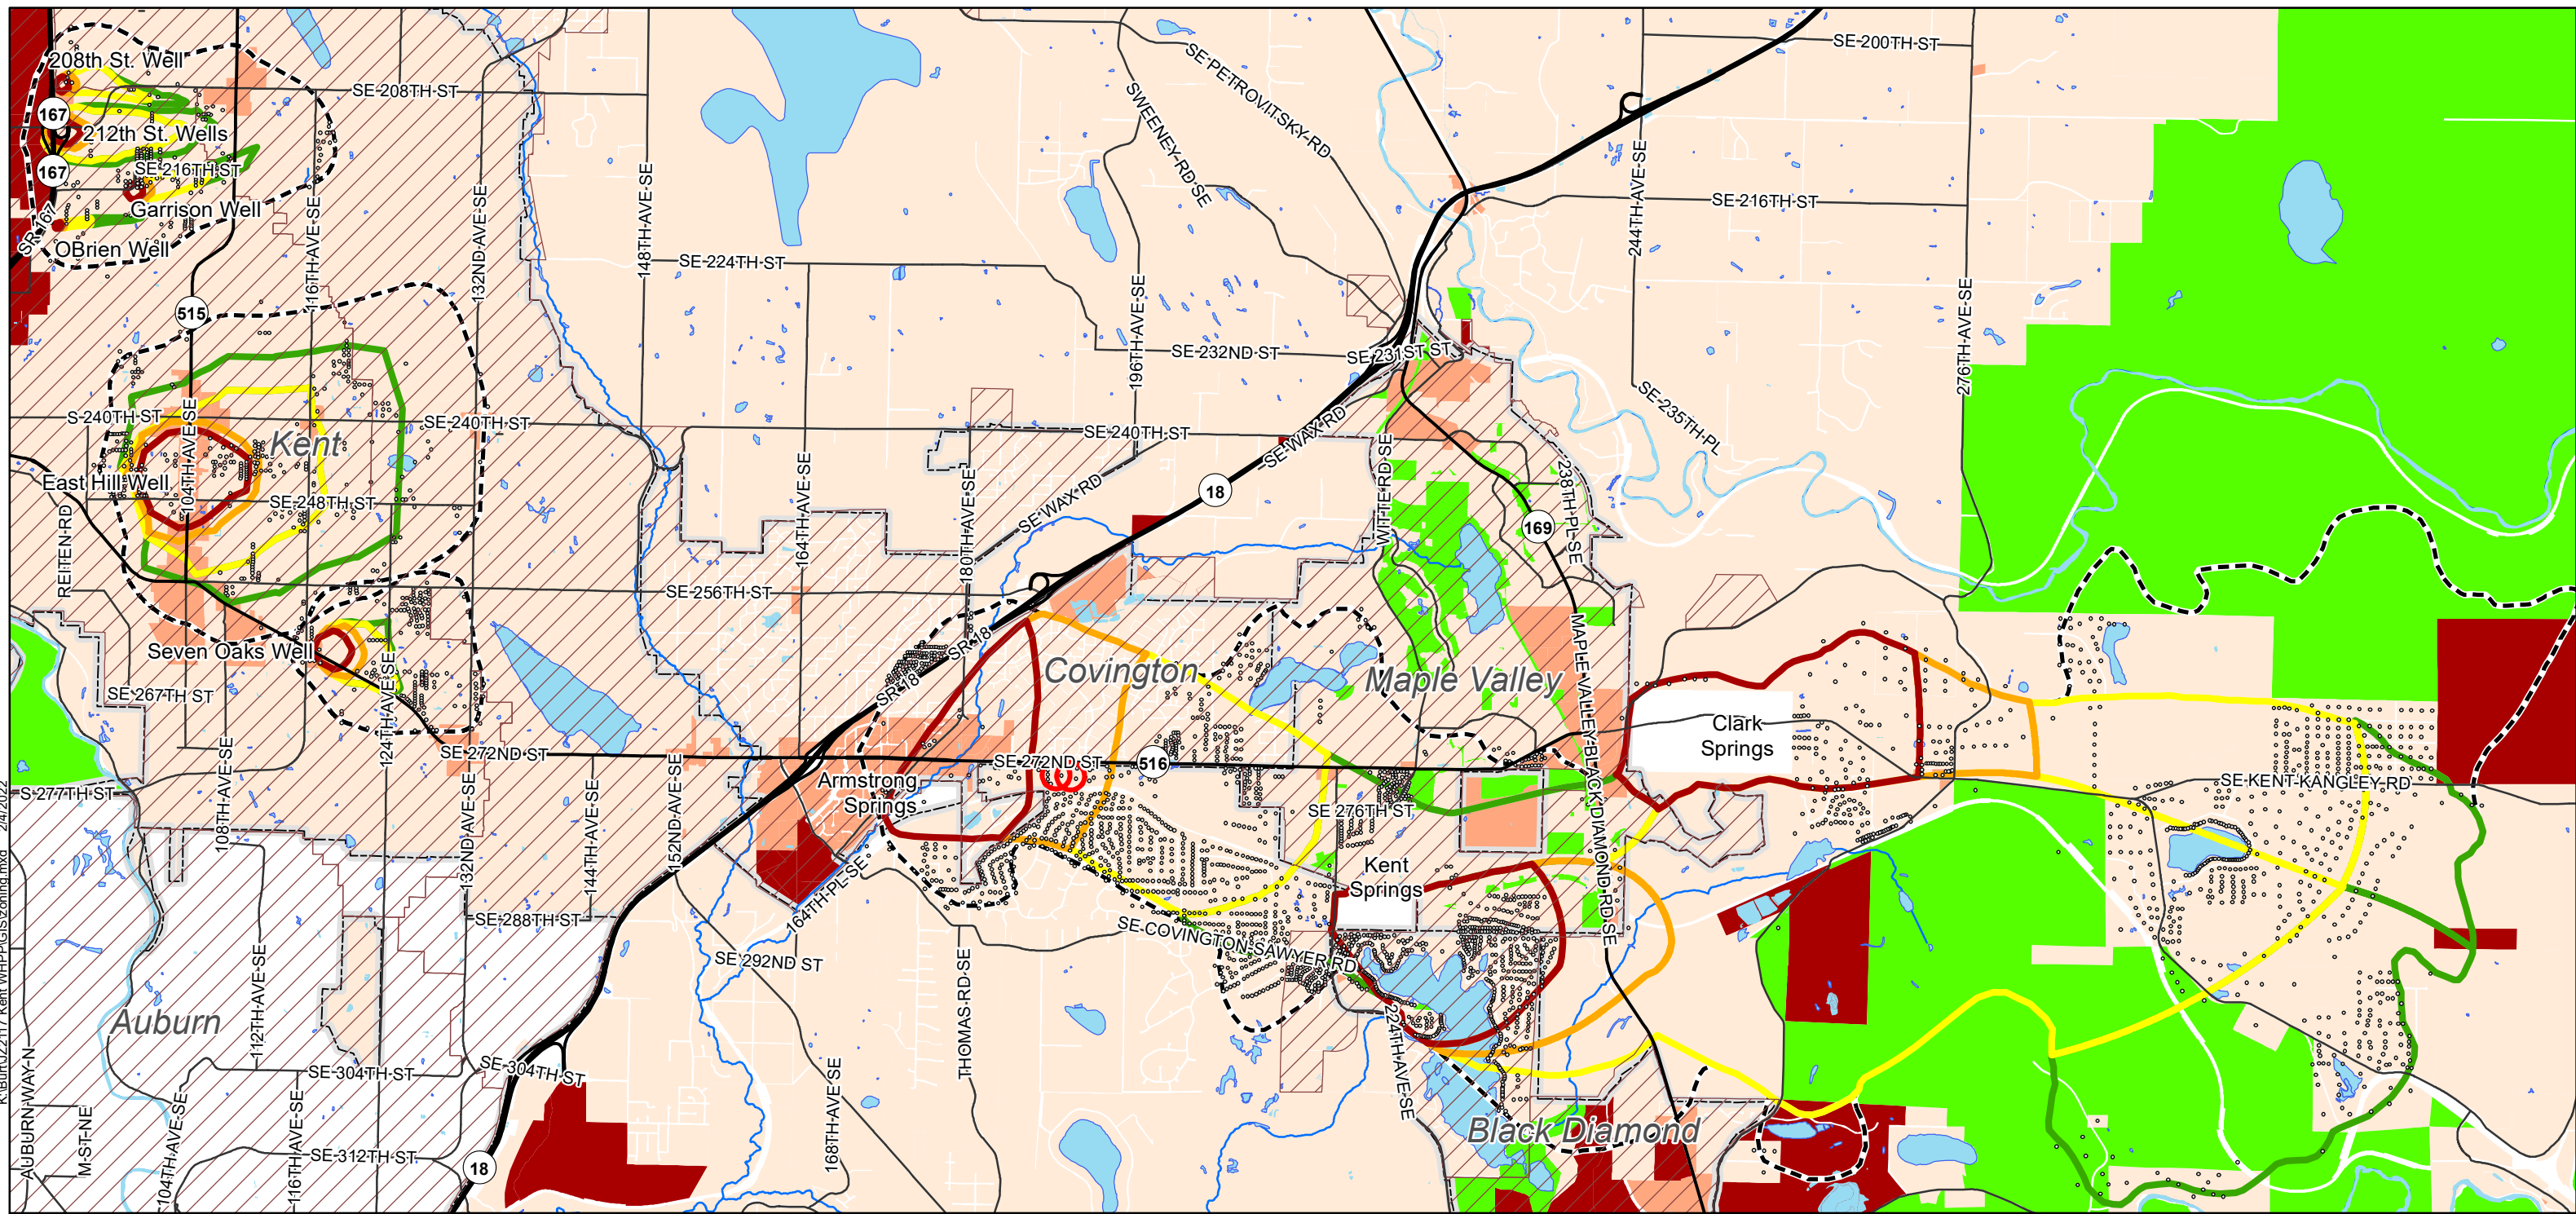 SE 200TH ST
208th St. Well
SE 208TH ST
SE PETROVITSKY RD
SWEENEY RD SE
167
212th St. Wells
167
SE 216TH ST
Garrison Well
SR 167
OBrien Well
116TH AVE SE
132ND AVE SE
148TH AVE SE
244TH AVE SE
SE 216TH ST
SE 224TH ST
515
196TH AVE SE
276TH AVE SE
SE 232ND ST
SE 231ST ST
SE 235TH PL
S 240TH ST
104TH AVE SE
Kent
SE 240TH ST
SE 240TH ST
SE WAX RD
East Hill Well
SE 248TH ST
164TH AVE SE
180TH AVE SE
SE WAX RD
18
WITTE RD SE
169
238TH PL SE
REITEN RD
SE 256TH ST
Seven Oaks Well
SR 18
SR 18
Covington
Maple Valley
MAPLE VALLEY-BLACK DIAMOND RD SE
SE 267TH ST
124TH AVE SE
Clark
Springs
SE 272ND ST
SE 272ND ST
516
Armstrong
Springs
S 277TH ST
108TH AVE SE
132ND AVE SE
144TH AVE SE
152ND AVE SE
SE 276TH ST
SE KENT-KANGLEY RD
Kent
Springs
164TH PL SE
SE 288TH ST
SE COVINGTON-SAWYER RD
SE 292ND ST
THOMAS RD SE
Auburn
112TH AVE SE
224TH AVE SE
SE 304TH ST
SE 304TH ST
168TH AVE SE
AUBURN WAY N
M ST NE
104TH AVE SE
116TH AVE SE
SE 312TH ST
18
Black Diamond
2/4/2022